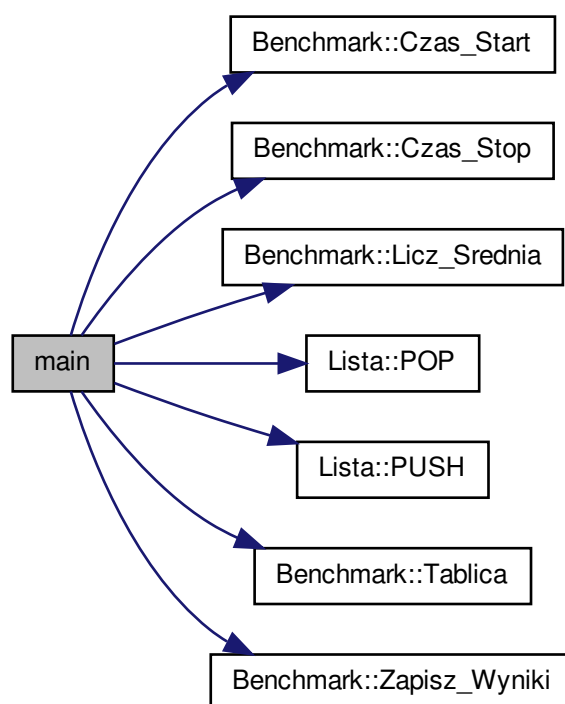 Benchmark::Czas_Start
Benchmark::Czas_Stop
Benchmark::Licz_Srednia
main
Lista::POP
Lista::PUSH
Benchmark::Tablica
Benchmark::Zapisz_Wyniki